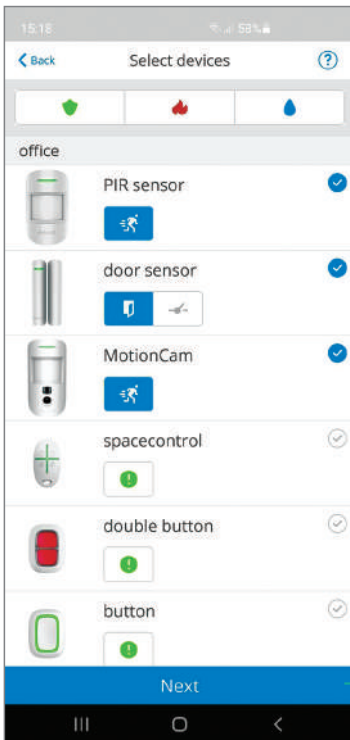 15:18 58%
Back Select devices
office
PIR sensor
door sensor
MotionCam
spacecontrol
double button
button
Next